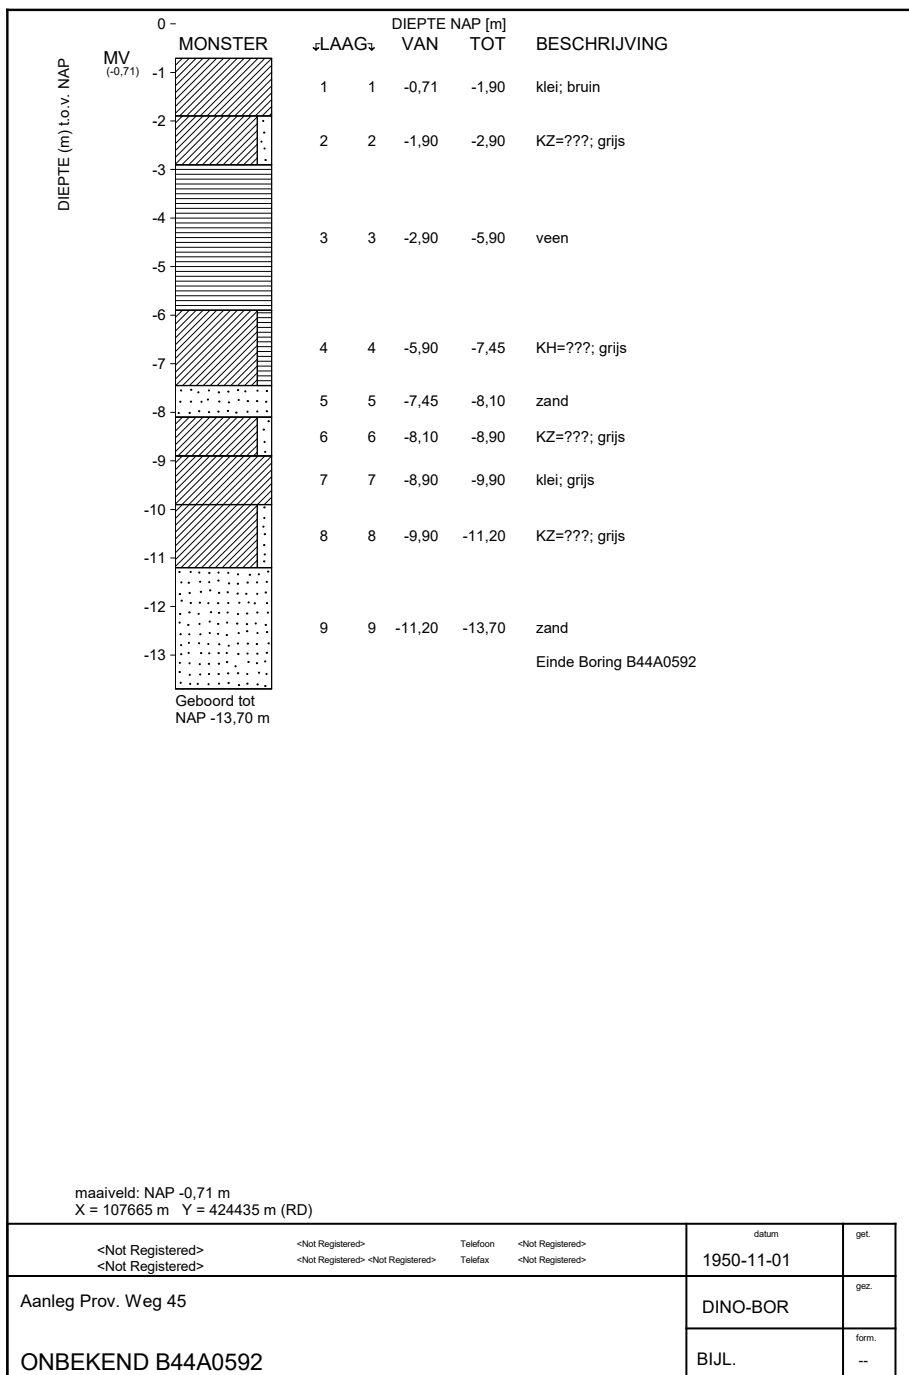 DIEPTE NAP [m]
MONSTER LAAG VAN TOT BESCHRIJVING
MV
(-0,71)
DIEPTE (m) t.o.v. NAP
0
-1
-2
-3
-4
-5
-6
-7
-8
-9
-10
-11
-12
-13
1 1 -0,71 -1,90 klei; bruin
2 2 -1,90 -2,90 KZ=???; grijs
3 3 -2,90 -5,90 veen
4 4 -5,90 -7,45 KH=???; grijs
5 5 -7,45 -8,10 zand
6 6 -8,10 -8,90 KZ=???; grijs
7 7 -8,90 -9,90 klei; grijs
8 8 -9,90 -11,20 KZ=???; grijs
9 9 -11,20 -13,70 zand
Einde Boring B44A0592
Geboord tot
NAP -13,70 m
maaiveld: NAP -0,71 m
X = 107665 m Y = 424435 m (RD)
<Not Registered>
<Not Registered>
<Not Registered> Telefoon <Not Registered>
<Not Registered> <Not Registered> Telefax <Not Registered>
datum
1950-11-01
get.
Aanleg Prov. Weg 45
DINO-BOR
gez.
ONBEKEND B44A0592
BIJL.
form.
--